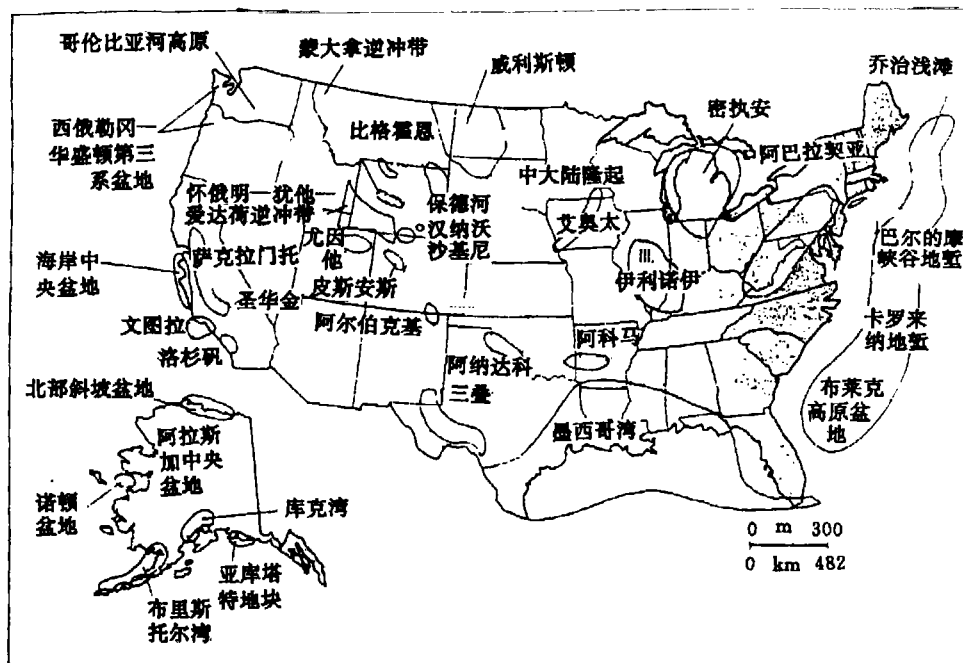 哥伦比亚河高原
蒙大拿逆冲带
威利斯顿
乔治浅滩
西俄勒冈—
华盛顿第三
系盆地
比格霍恩
密执安
阿巴拉契亚
中大陆隆起
怀俄明—犹他—
爱达荷逆冲带
保德河
汉纳沃
沙基尼
艾奥太
尤因
他
海岸中
央盆地
萨克拉门托
巴尔的摩
峡谷地堑
Ⅲ.
伊利诺伊
圣华金
皮斯安斯
文图拉
阿尔伯克基
阿科马
卡罗来
纳地堑
洛杉矶
阿纳达科
三叠
北部斜坡盆地
布莱克
高原盆
地
墨西哥湾
阿拉斯
加中央
盆地
诺顿
盆地
库克湾
0 m 300
0 km 482
亚库塔
特地块
布里斯
托尔湾